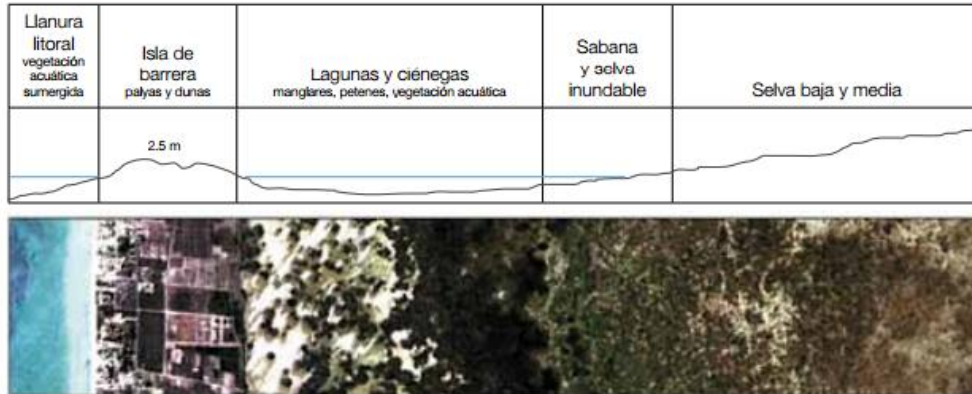 Llanura
litoral
vegetación
acuática
sumergida
Isla de
barrera
palyas y dunas
Lagunas y ciénegas
manglares, petenes, vegetación acuática
Sabana
y selva
inundable
Selva baja y media
2.5 m